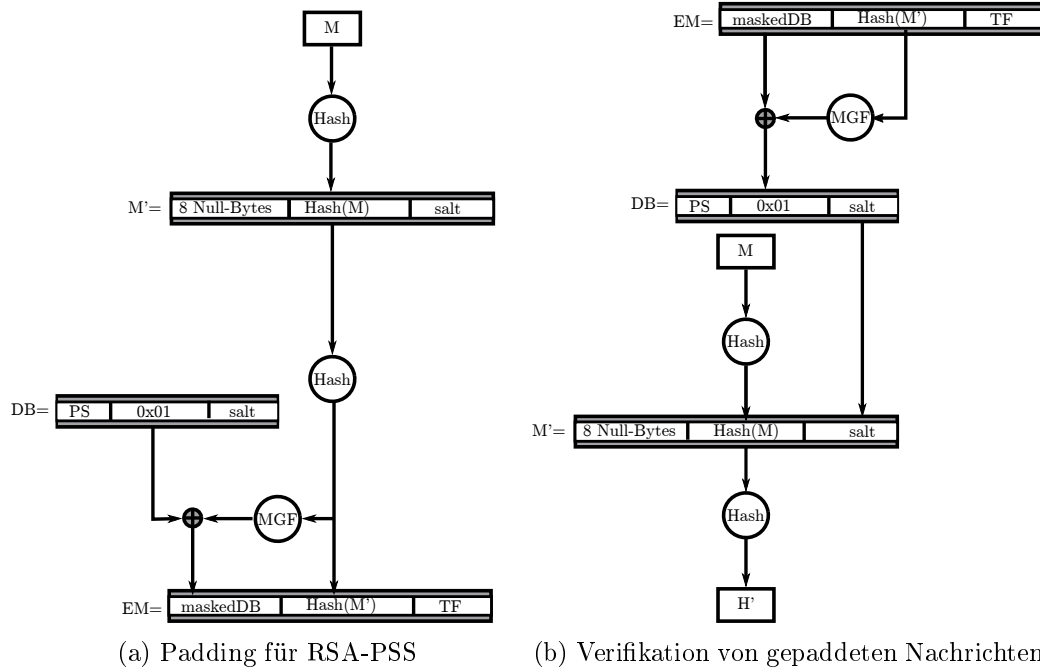 M
Hash
M'= 8 Null-Bytes Hash(M) salt
Hash
DB= PS 0x01 salt
MGF
EM= maskedDB Hash(M') TF
(a) Padding für RSA-PSS
EM= maskedDB Hash(M') TF
MGF
DB= PS 0x01 salt
M
Hash
M'= 8 Null-Bytes Hash(M) salt
Hash
H'
(b) Verifikation von gepaddeten Nachrichten